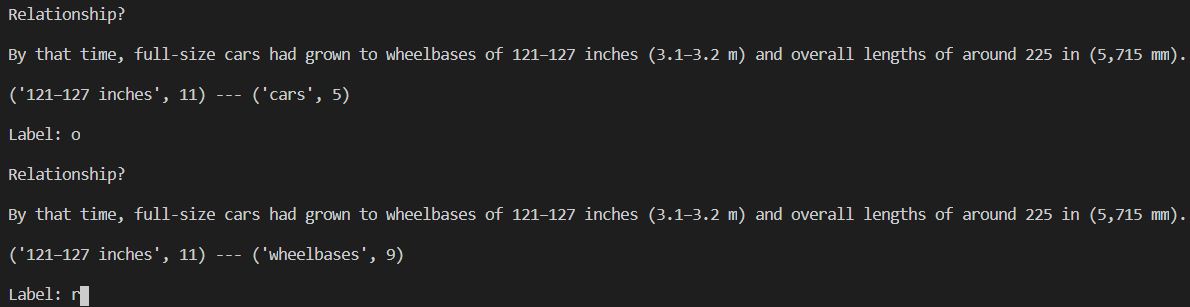 Relationship?
By that time, full-size cars had grown to wheelbases of 121–127 inches (3.1–3.2 m) and overall lengths of around 225 in (5,715 mm).
('121–127 inches', 11) --- ('cars', 5)
Label: o
Relationship?
By that time, full-size cars had grown to wheelbases of 121–127 inches (3.1–3.2 m) and overall lengths of around 225 in (5,715 mm).
('121–127 inches', 11) --- ('wheelbases', 9)
Label: r